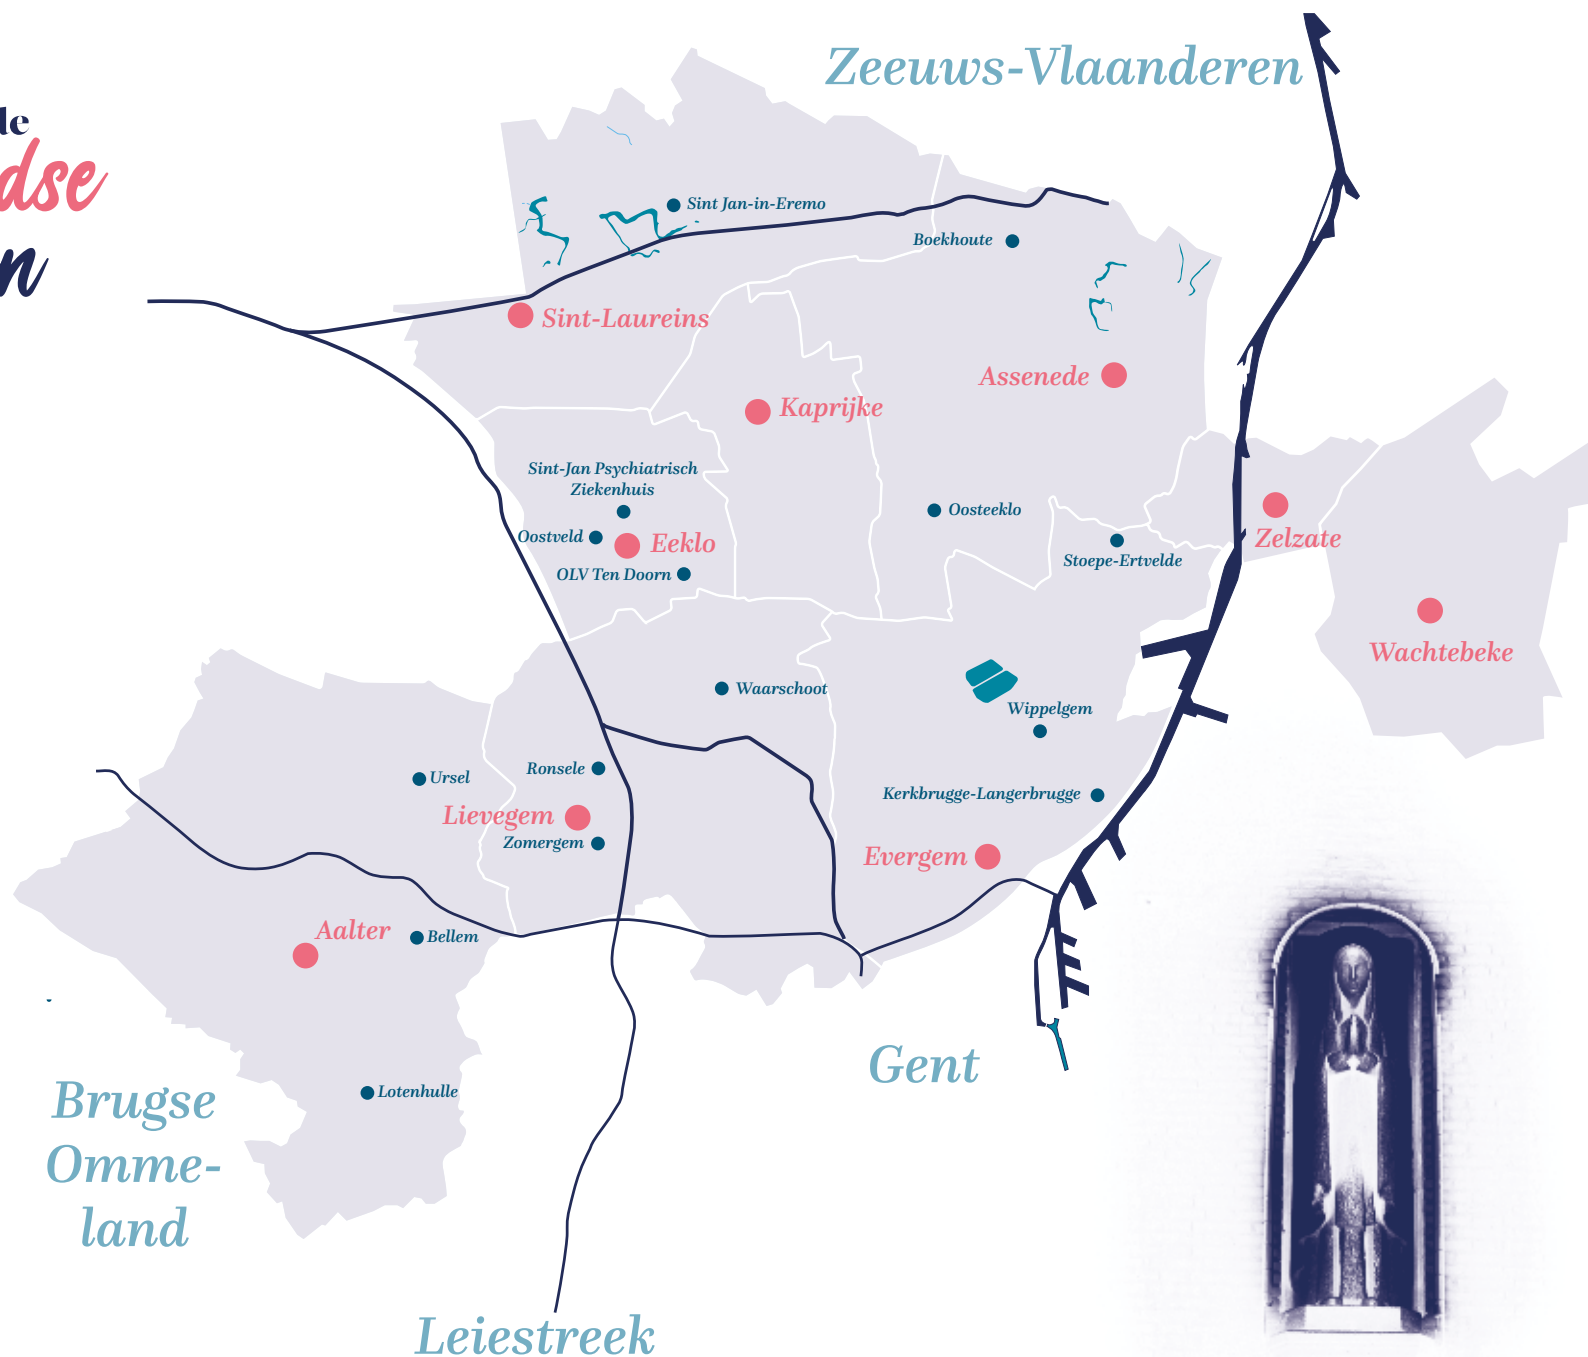 Zeeuws-Vlaanderen
de
dse
n
Sint Jan-in-Eremo
Boekhoute
Sint-Laureins
Assenede
Kaprijke
Sint-Jan Psychiatrisch
Ziekenhuis
Oosteeklo
Zelzate
Oostveld
Eeklo
Stoepe-Ertvelde
OLV Ten Doorn
Wachtebeke
Waarschoot
Wippelgem
Ronsele
Ursel
Kerkbrugge-Langerbrugge
Lievegem
Zomergem
Evergem
Aalter
Bellem
Gent
Lotenhulle
Brugse
Omme-
land
Leiestreek